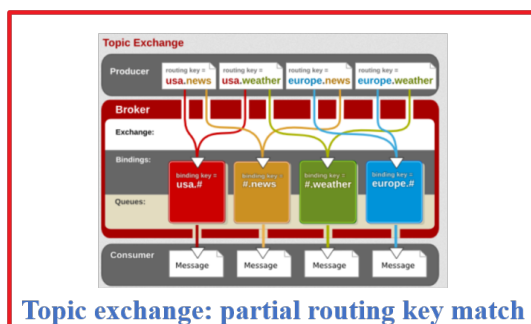 Topic Exchange
Producer
routing key =
usa.news
routing key =
usa.weather
routing key =
europe.news
routing key =
europe.weather
Broker
Exchange:
Bindings:
binding key =
usa.#
binding key =
#.news
binding key =
#.weather
binding key =
europe.#
Queues:
Consumer
Message
Message
Message
Message
Topic exchange: partial routing key match